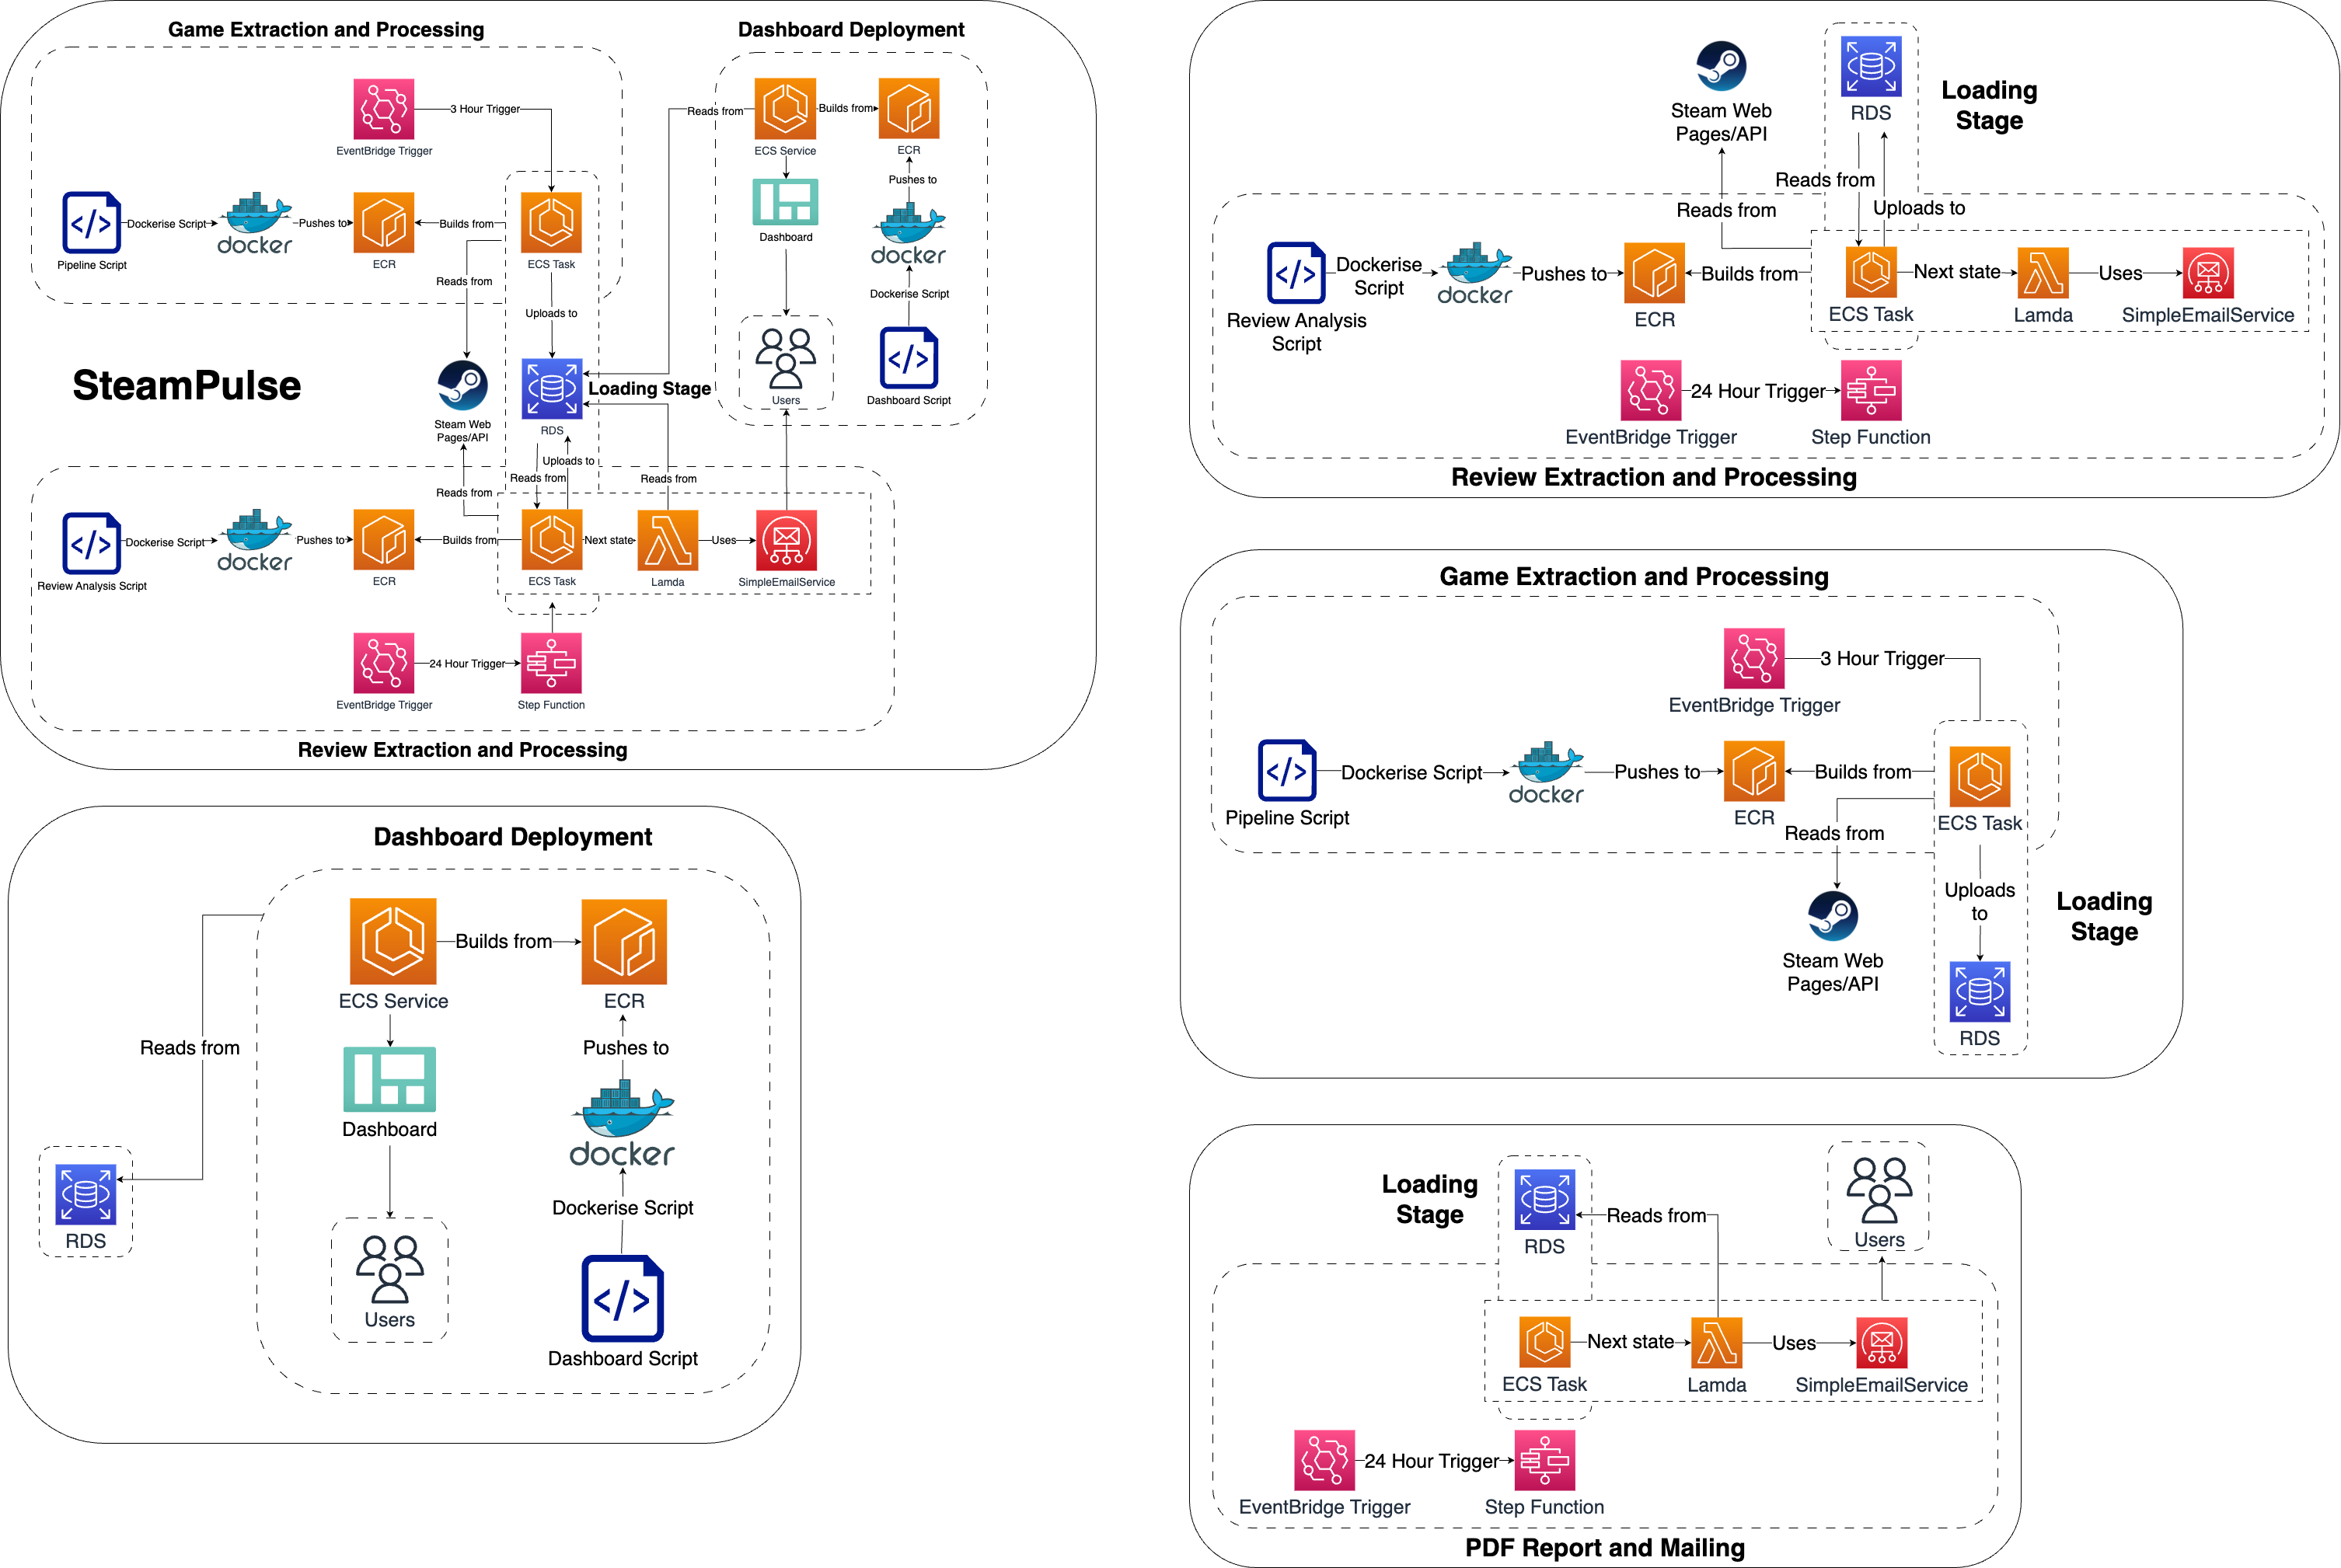 Game Extraction and Processing
Dashboard Deployment
EventBridge Trigger
3 Hour Trigger
Reads from
ECS Service
Builds from
ECR
Pushes to
Dashboard
docker
Dockerise Script
Dashboard Script
Users
Pipeline Script
Dockerise Script
docker
Pushes to
ECR
Builds from
ECS Task
Reads from
Uploads to
SteamPulse
Steam Web
Pages/API
Loading Stage
RDS
Uploads to
Reads from
Reads from
Reads from
Review Analysis Script
Dockerise Script
docker
Pushes to
ECR
Builds from
ECS Task
Next state
Lamda
Uses
SimpleEmailService
EventBridge Trigger
24 Hour Trigger
Step Function
Review Extraction and Processing
RDS
Loading
Stage
Steam Web
Pages/API
Reads from
Reads from
Uploads to
Review Analysis
Script
Dockerise
Script
docker
Pushes to
ECR
Builds from
ECS Task
Next state
Lamda
Uses
SimpleEmailService
EventBridge Trigger
24 Hour Trigger
Step Function
Review Extraction and Processing
Game Extraction and Processing
EventBridge Trigger
3 Hour Trigger
Pipeline Script
Dockerise Script
docker
Pushes to
ECR
Builds from
ECS Task
Reads from
Steam Web
Pages/API
Uploads
to
Loading
Stage
RDS
Dashboard Deployment
ECS Service
Builds from
ECR
Reads from
Pushes to
Dashboard
docker
Dockerise Script
RDS
Users
Dashboard Script
Loading
Stage
RDS
Reads from
Users
ECS Task
Next state
Lamda
Uses
SimpleEmailService
EventBridge Trigger
24 Hour Trigger
Step Function
PDF Report and Mailing